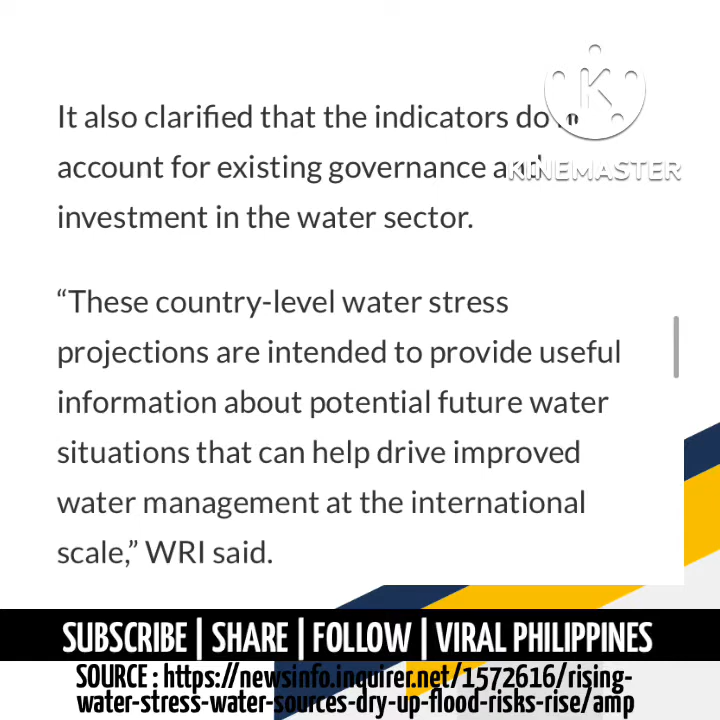 It also clarified that the indicators do
account for existing governance and
investment in the water sector.
“These country-level water stress
projections are intended to provide useful
information about potential future water
situations that can help drive improved
water management at the international
scale,” WRI said.
K
KINEMASTER
SUBSCRIBE | SHARE | FOLLOW | VIRAL PHILIPPINES
SOURCE : https://newsinfo.inquirer.net/1572616/rising-
water-stress-water-sources-dry-up-flood-risks-rise/amp